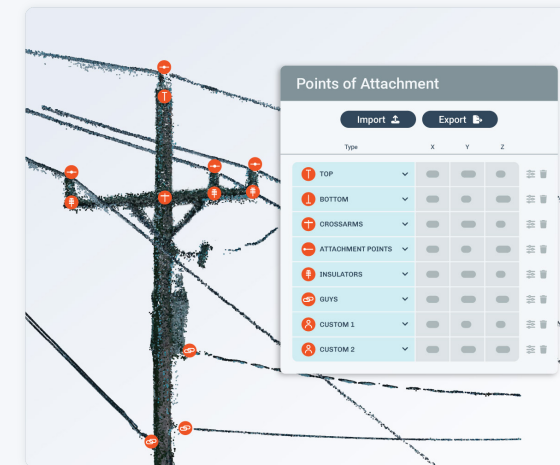 Points of Attachment
Import
Export
Type X Y Z
TOP
BOTTOM
CROSSARMS
ATTACHMENT POINTS
INSULATORS
GUYS
CUSTOM 1
CUSTOM 2